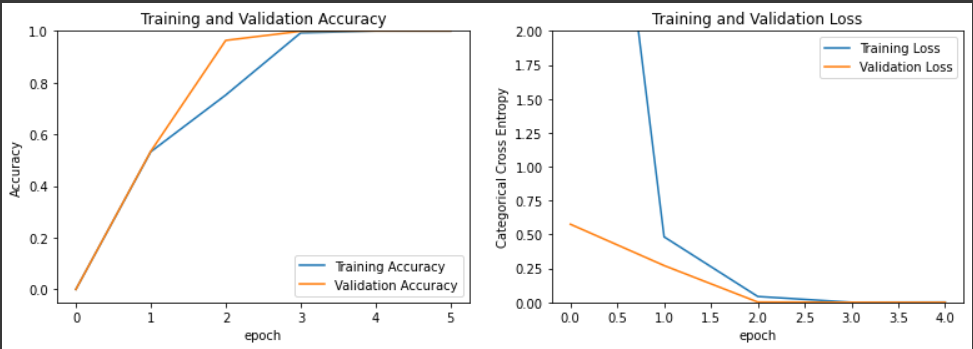 Training and Validation Accuracy
1.0
0.8
0.6
0.4
0.2
0.0
Accuracy
Training Accuracy
Validation Accuracy
0 1 2 3 4 5
epoch
Training and Validation Loss
2.00
1.75
1.50
1.25
1.00
0.75
0.50
0.25
0.00
Categorical Cross Entropy
Training Loss
Validation Loss
0.0 0.5 1.0 1.5 2.0 2.5 3.0 3.5 4.0
epoch